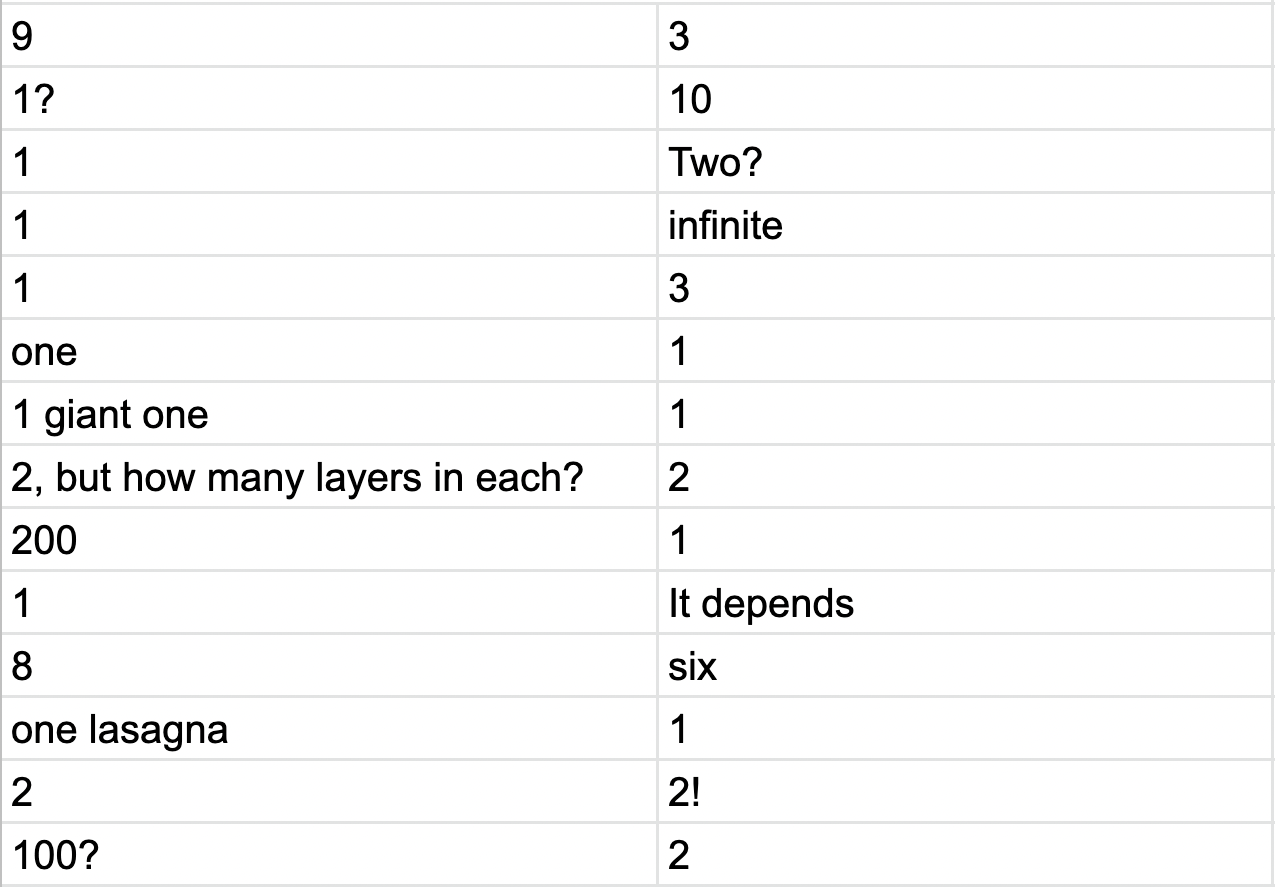 9 3
1? 10
1 Two?
1 infinite
1 3
one 1
1 giant one 1
2, but how many layers in each? 2
200 1
1 It depends
8 six
one lasagna 1
2 2!
100? 2